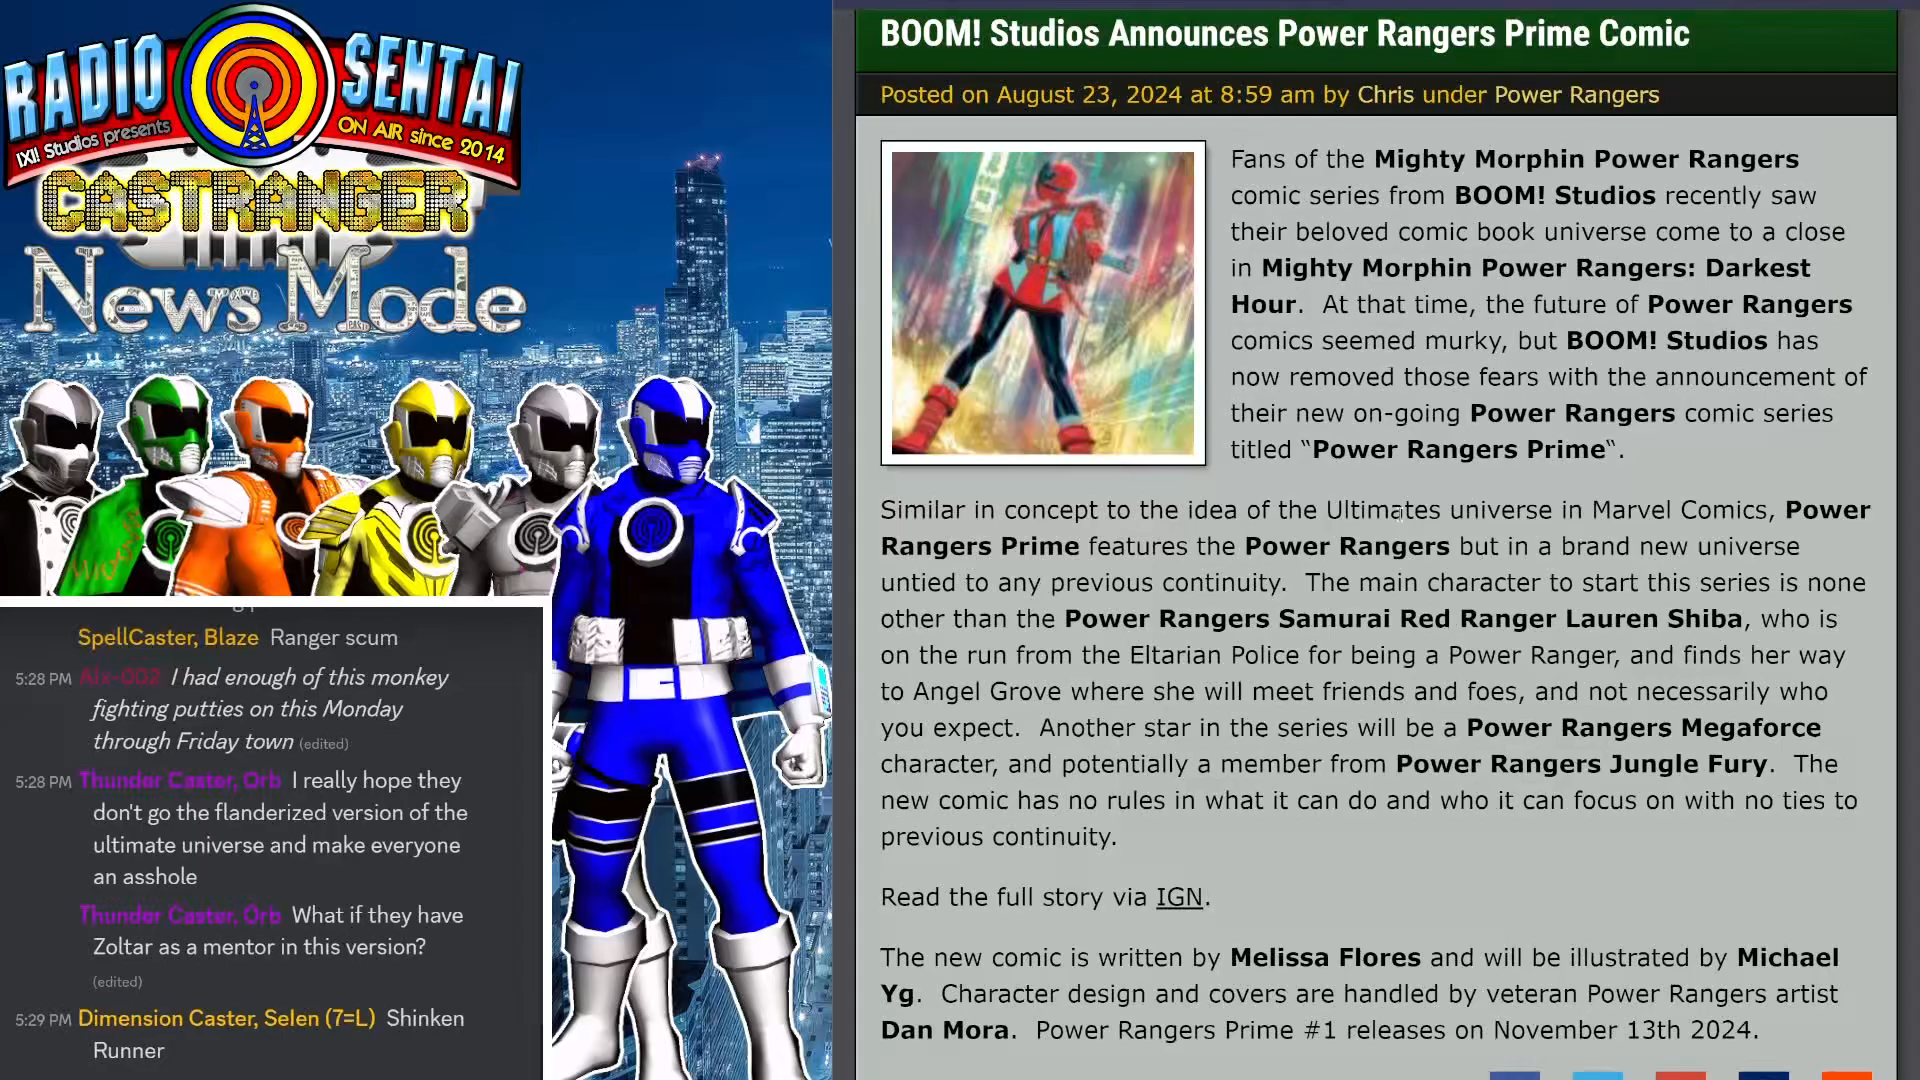 RADIO SENTAI
IXI! Studios presents
ON AIR since 2014
CASTRANGER
News Mode
SpellCaster, Blaze Ranger scum
5:28 PM Alx-002 I had enough of this monkey
fighting putties on this Monday
through Friday town (edited)
5:28 PM Thunder Caster, Orb I really hope they
don't go the flanderized version of the
ultimate universe and make everyone
an asshole
Thunder Caster, Orb What if they have
Zoltar as a mentor in this version?
(edited)
5:29 PM Dimension Caster, Selen (7=L) Shinken
Runner
BOOM! Studios Announces Power Rangers Prime Comic
Posted on August 23, 2024 at 8:59 am by Chris under Power Rangers
Fans of the Mighty Morphin Power Rangers
comic series from BOOM! Studios recently saw
their beloved comic book universe come to a close
in Mighty Morphin Power Rangers: Darkest
Hour. At that time, the future of Power Rangers
comics seemed murky, but BOOM! Studios has
now removed those fears with the announcement of
their new on-going Power Rangers comic series
titled “Power Rangers Prime“.
Similar in concept to the idea of the Ultimates universe in Marvel Comics, Power
Rangers Prime features the Power Rangers but in a brand new universe
untied to any previous continuity. The main character to start this series is none
other than the Power Rangers Samurai Red Ranger Lauren Shiba, who is
on the run from the Eltarian Police for being a Power Ranger, and finds her way
to Angel Grove where she will meet friends and foes, and not necessarily who
you expect. Another star in the series will be a Power Rangers Megaforce
character, and potentially a member from Power Rangers Jungle Fury. The
new comic has no rules in what it can do and who it can focus on with no ties to
previous continuity.
Read the full story via IGN.
The new comic is written by Melissa Flores and will be illustrated by Michael
Yg. Character design and covers are handled by veteran Power Rangers artist
Dan Mora. Power Rangers Prime #1 releases on November 13th 2024.